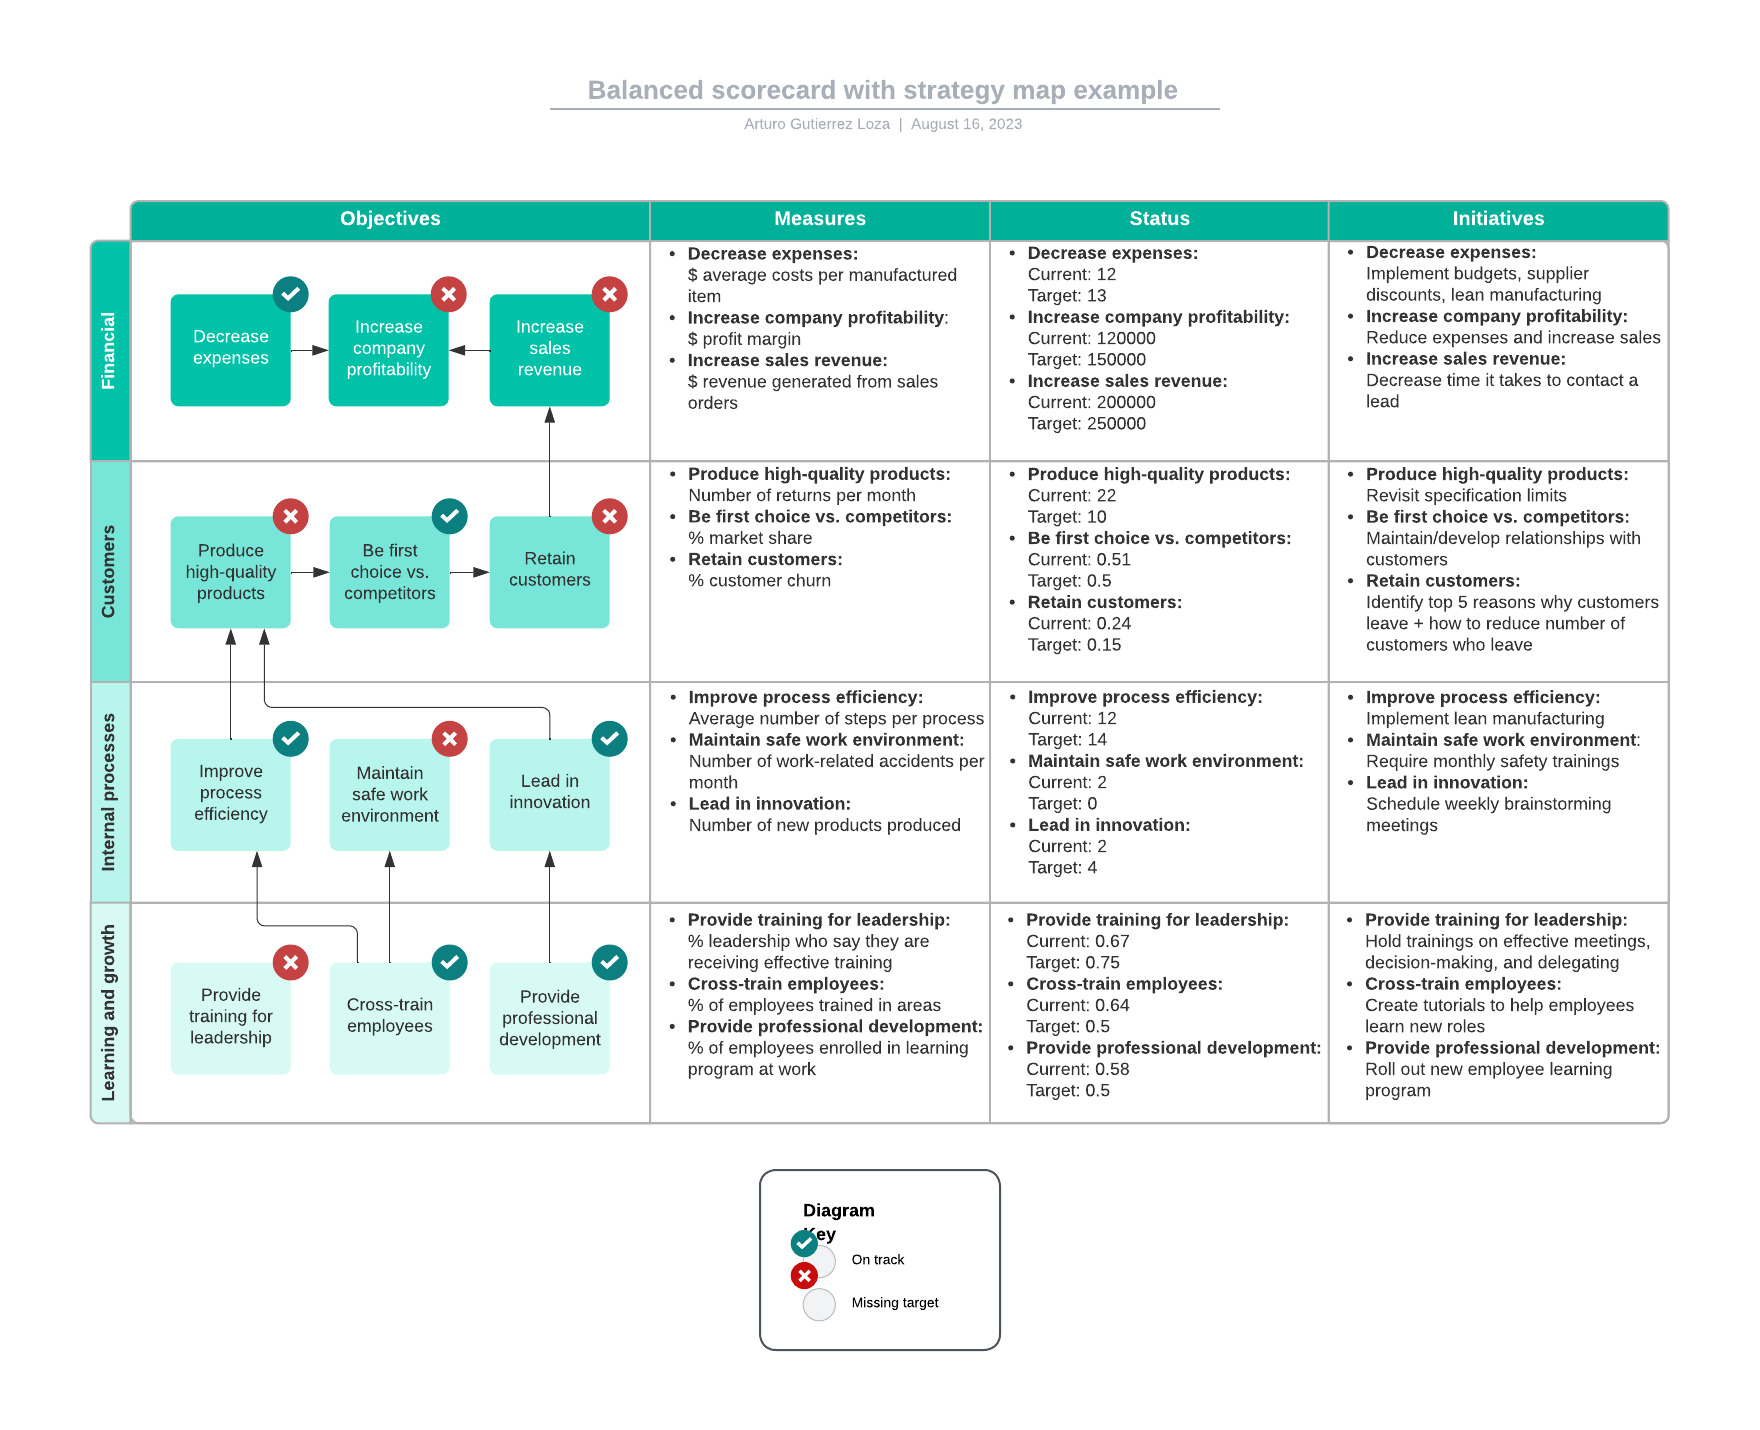 Balanced scorecard with strategy map example
Arturo Gutierrez Loza | August 16, 2023
Objectives
Measures
Status
Initiatives
Financial
Decrease
expenses
Increase
company
profitability
Increase
sales
revenue
• Decrease expenses:
$ average costs per manufactured
item
• Increase company profitability:
$ profit margin
• Increase sales revenue:
$ revenue generated from sales
orders
• Decrease expenses:
Current: 12
Target: 13
• Increase company profitability:
Current: 120000
Target: 150000
• Increase sales revenue:
Current: 200000
Target: 250000
• Decrease expenses:
Implement budgets, supplier
discounts, lean manufacturing
• Increase company profitability:
Reduce expenses and increase sales
• Increase sales revenue:
Decrease time it takes to contact a
lead
Customers
Produce
high-quality
products
Be first
choice vs.
competitors
Retain
customers
• Produce high-quality products:
Number of returns per month
• Be first choice vs. competitors:
% market share
• Retain customers:
% customer churn
• Produce high-quality products:
Current: 22
Target: 10
• Be first choice vs. competitors:
Current: 0.51
Target: 0.5
• Retain customers:
Current: 0.24
Target: 0.15
• Produce high-quality products:
Revisit specification limits
• Be first choice vs. competitors:
Maintain/develop relationships with
customers
• Retain customers:
Identify top 5 reasons why customers
leave + how to reduce number of
customers who leave
Internal processes
Improve
process
efficiency
Maintain
safe work
environment
Lead in
innovation
• Improve process efficiency:
Average number of steps per process
• Maintain safe work environment:
Number of work-related accidents per
month
• Lead in innovation:
Number of new products produced
• Improve process efficiency:
Current: 12
Target: 14
• Maintain safe work environment:
Current: 2
Target: 0
• Lead in innovation:
Current: 2
Target: 4
• Improve process efficiency:
Implement lean manufacturing
• Maintain safe work environment:
Require monthly safety trainings
• Lead in innovation:
Schedule weekly brainstorming
meetings
Learning and growth
Provide
training for
leadership
Cross-train
employees
Provide
professional
development
• Provide training for leadership:
% leadership who say they are
receiving effective training
• Cross-train employees:
% of employees trained in areas
• Provide professional development:
% of employees enrolled in learning
program at work
• Provide training for leadership:
Current: 0.67
Target: 0.75
• Cross-train employees:
Current: 0.64
Target: 0.5
• Provide professional development:
Current: 0.58
Target: 0.5
• Provide training for leadership:
Hold trainings on effective meetings,
decision-making, and delegating
• Cross-train employees:
Create tutorials to help employees
learn new roles
• Provide professional development:
Roll out new employee learning
program
Diagram
Key
On track
Missing target